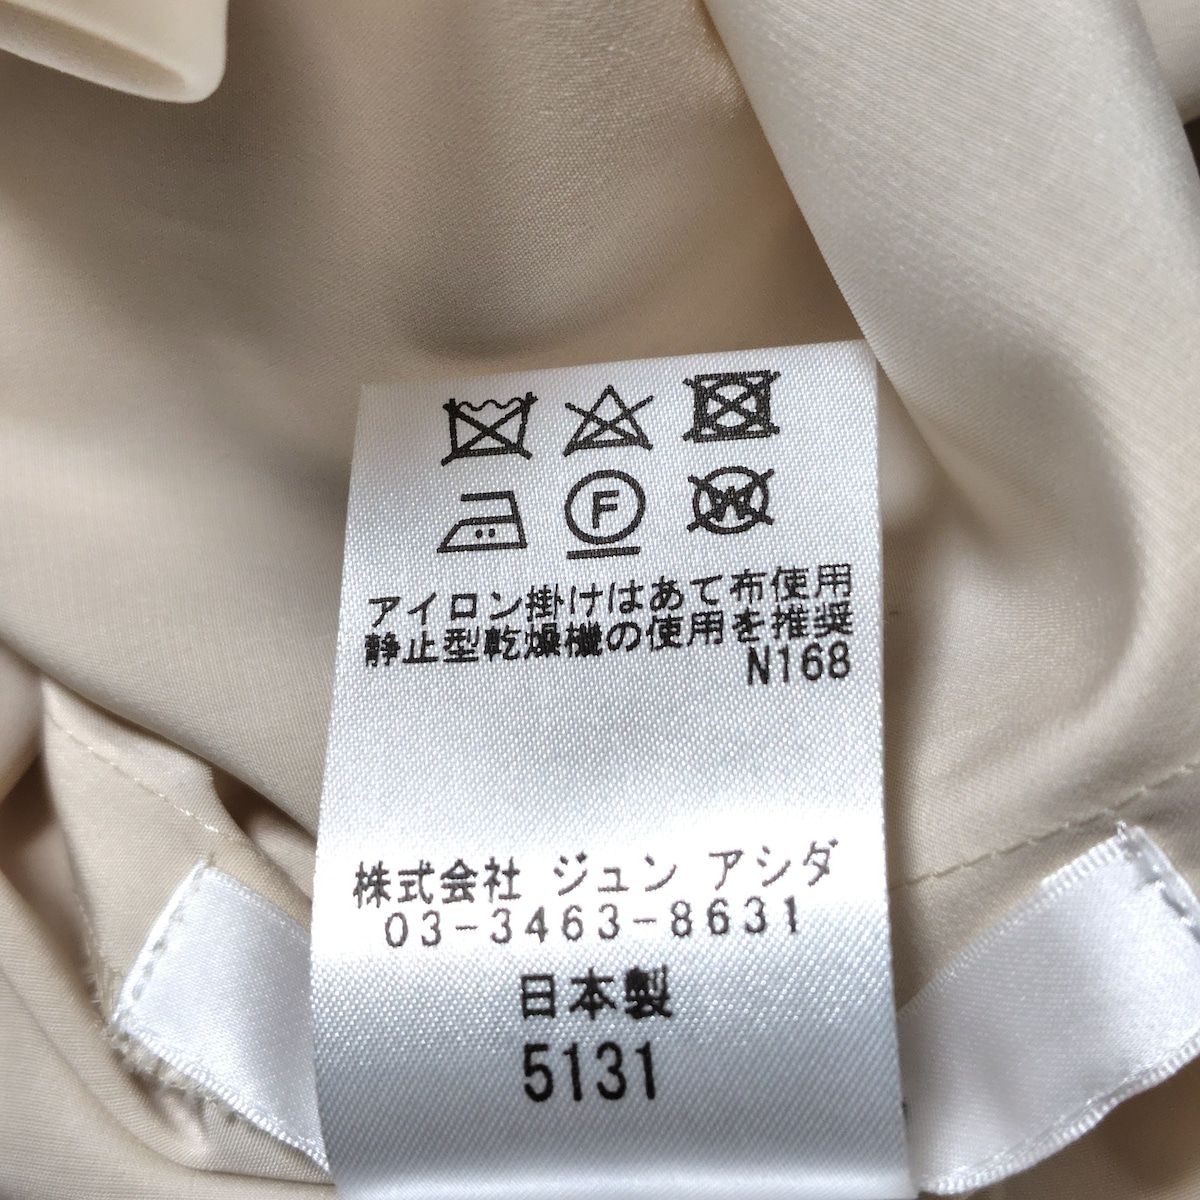 F W
アイロン掛けはあて布使用
静止型乾燥機の使用を推奨
N168
株式会社 ジュン アシダ
03-3463-8631
日本製
5131